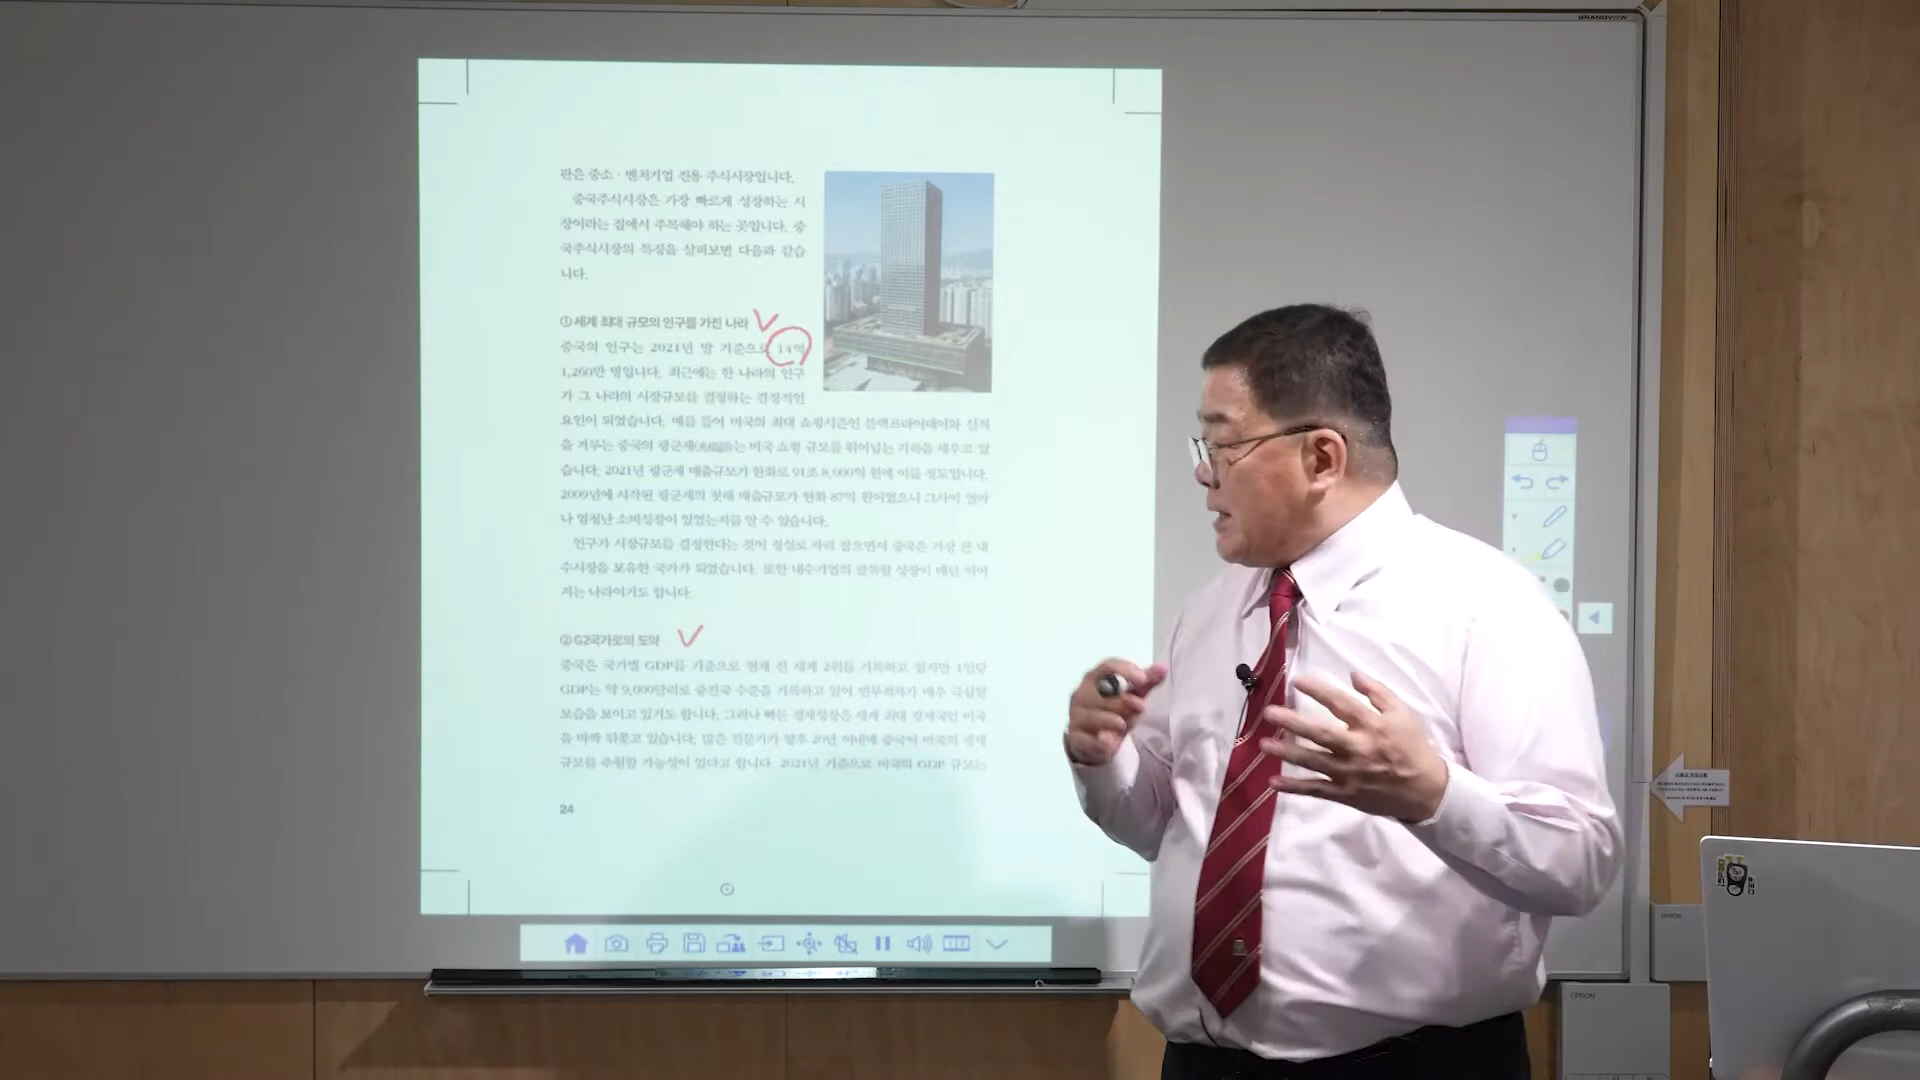 GRANDVIEW
판은 중소 · 벤처기업 전용 주식시장입니다.
중국주식시장은 가장 빠르게 성장하는 시
장이라는 점에서 주목해야 하는 곳입니다. 중
국주식시장의 특징을 살펴보면 다음과 같습
니다.
① 세계 최대 규모의 인구를 가진 나라
중국의 인구는 2021년 말 기준으로 14억
1,260만 명입니다. 최근에는 한 나라의 인구
가 그 나라의 시장규모를 결정하는 결정적인
요인이 되었습니다. 예를 들어 미국의 최대 쇼핑시즌인 블랙프라이데이와 실적
을 겨루는 중국의 광군제(光棍節)는 미국 쇼핑 규모를 뛰어넘는 기록을 세우고 있
습니다. 2021년 광군제 매출규모가 한화로 91조 8,000억 원에 이를 정도입니다.
2009년에 시작된 광군제의 첫해 매출규모가 한화 87억 원이었으니 그사이 얼마
나 엄청난 소비성장이 있었는지를 알 수 있습니다.
인구가 시장규모를 결정한다는 것이 정설로 자리 잡으면서 중국은 가장 큰 내
수시장을 보유한 국가가 되었습니다. 또한 내수기업의 괄목할 성장이 매년 이어
지는 나라이기도 합니다.
② G2국가로의 도약
중국은 국가별 GDP를 기준으로 현재 전 세계 2위를 기록하고 있지만 1인당
GDP는 약 9,000달러로 중진국 수준을 기록하고 있어 빈부격차가 매우 극심한
모습을 보이고 있기도 합니다. 그러나 빠른 경제성장은 세계 최대 경제국인 미국
을 바짝 뒤쫓고 있습니다. 많은 전문가가 향후 20년 이내에 중국이 미국의 경제
규모를 추월할 가능성이 있다고 합니다. 2021년 기준으로 미국의 GDP 규모는
24
EPSON
EPSON